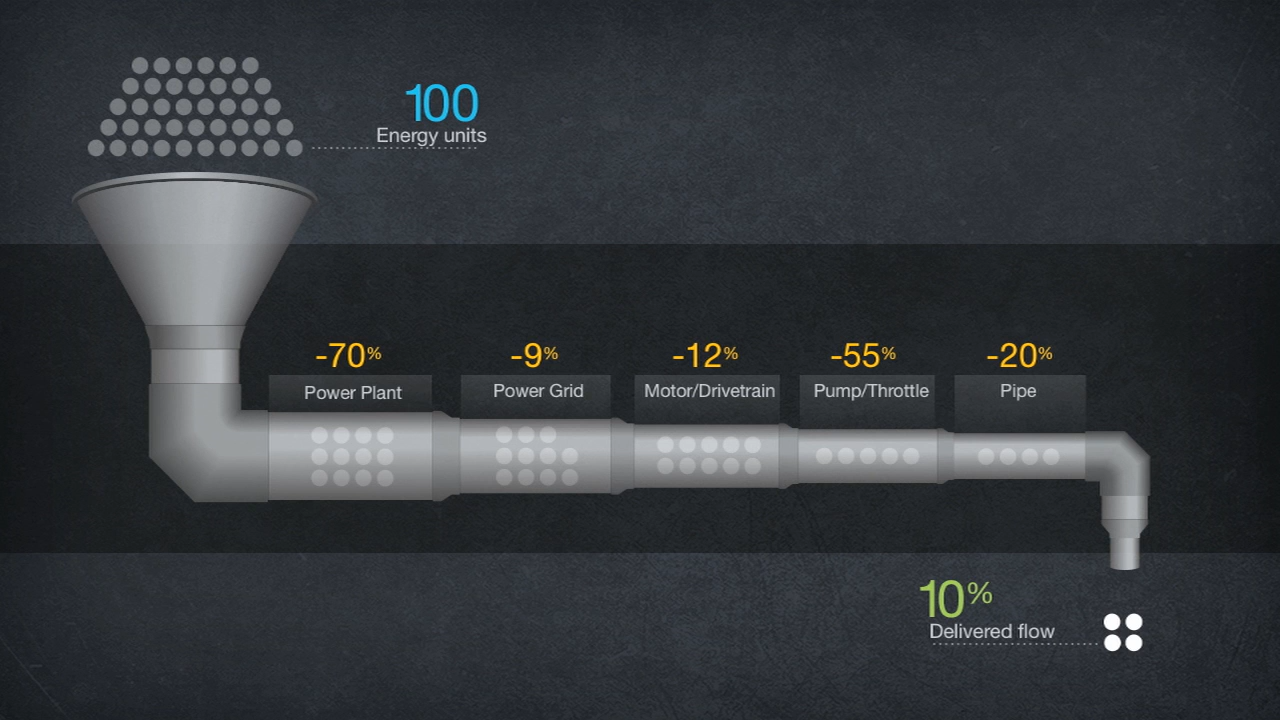 100
Energy units
-70%
-9%
-12%
-55%
-20%
Power Plant
Power Grid
Motor/Drivetrain
Pump/Throttle
Pipe
10%
Delivered flow